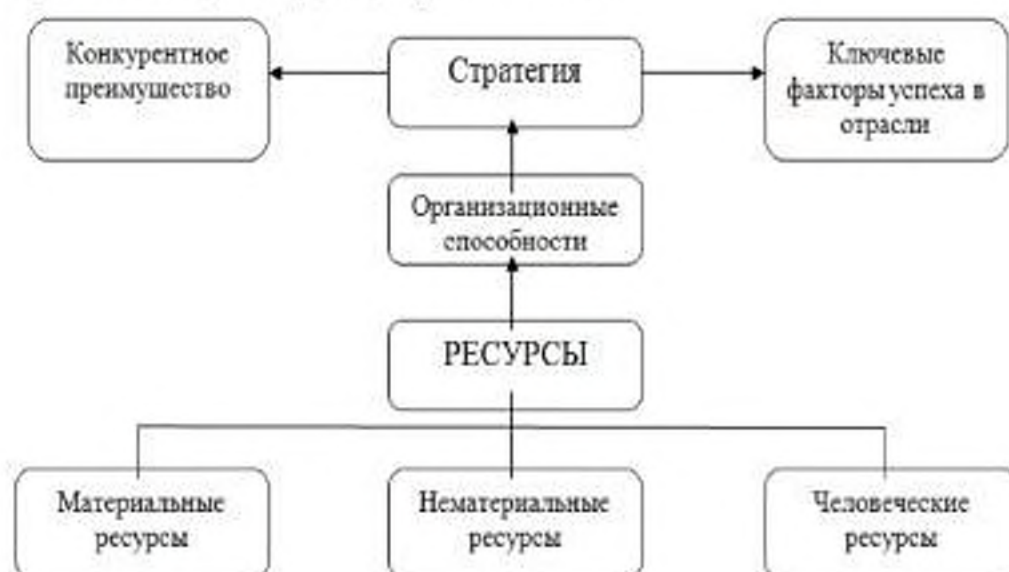 Конкурентное
преимущество
Стратегия
Ключевые
факторы успеха в
отрасли
Организационные
способности
РЕСУРСЫ
Материальные
ресурсы
Нематериальные
ресурсы
Человеческие
ресурсы